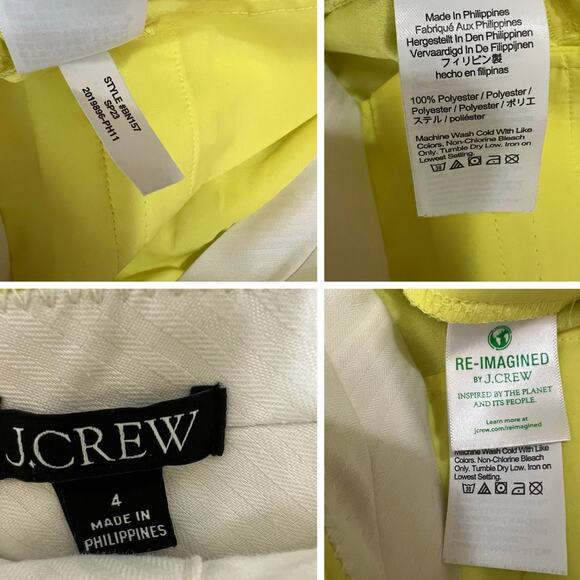 STYLE #BN157
SP23
2019896-PH11
Made In Philippines
Fabriqué Aux Philippines
Hergestellt In Den Philippinen
Vervaardigd In De Filippijnen
フィリピン製
hecho en filipinas
100% Polyester / Polyester /
Polyester / Polyester / ポリエ
ステル / poliéster
Machine Wash Cold With Like
Colors. Non-Chlorine Bleach
Only. Tumble Dry Low. Iron on
Lowest Setting.
J.CREW
4
MADE IN
PHILIPPINES
RE-IMAGINED
BY J.CREW
INSPIRED BY THE PLANET
AND ITS PEOPLE.
Learn more at
jcrew.com/reimagined
Machine Wash Cold With Like
Colors. Non-Chlorine Bleach
Only. Tumble Dry Low. Iron on
Lowest Setting.